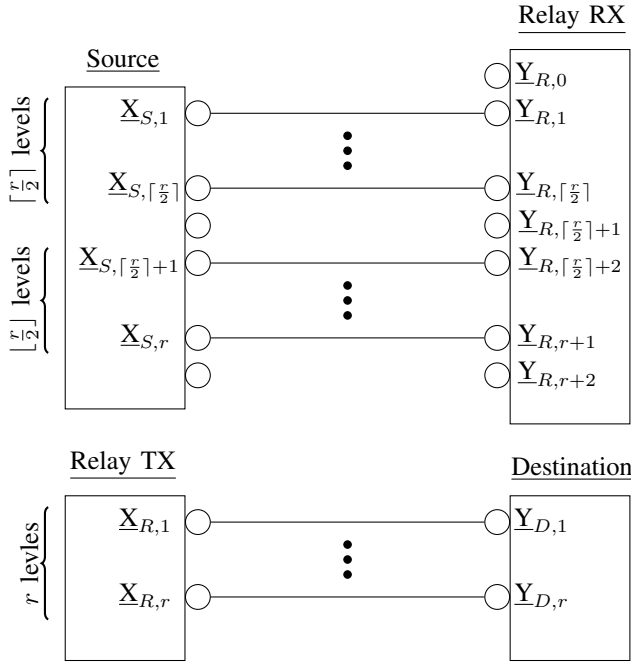 Relay RX
Source
Y_{R,0}
X_{S,1} Y_{R,1}
⌈r/2⌉ levels
X_{S,⌈r/2⌉} Y_{R,⌈r/2⌉}
Y_{R,⌈r/2⌉+1}
X_{S,⌈r/2⌉+1} Y_{R,⌈r/2⌉+2}
⌊r/2⌋ levels
X_{S,r} Y_{R,r+1}
Y_{R,r+2}
Relay TX Destination
X_{R,1} Y_{D,1}
r levles
X_{R,r} Y_{D,r}